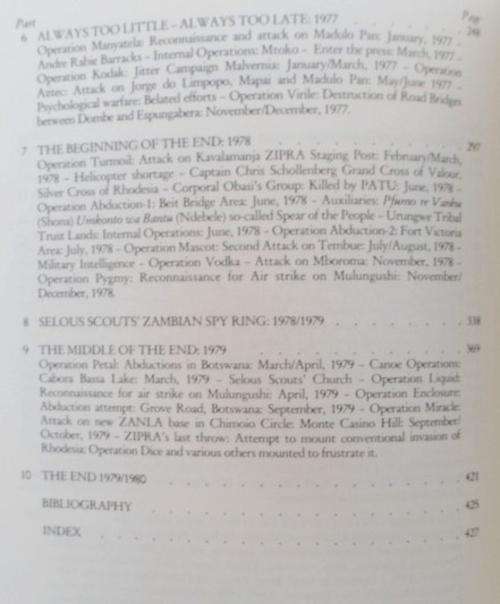 Part
Page
6 ALWAYS TOO LITTLE – ALWAYS TOO LATE: 1977 . . . . . 248
Operation Manyatela: Reconnaissance and attack on Madulo Pan: January, 1977 -
Andre Rabie Barracks – Internal Operations: Mtoko – Enter the press: March, 1977 -
Operation Kodak: Jitter Campaign Malvernia: January/March, 1977 – Operation
Aztec: Attack on Jorge do Limpopo, Mapai and Madulo Pan: May/June 1977 -
Psychological warfare: Belated efforts – Operation Virile: Destruction of Road Bridges
between Dombe and Espungabera: November/December, 1977.
7 THE BEGINNING OF THE END: 1978 . . . . . 297
Operation Turmoil: Attack on Kavalamanja ZIPRA Staging Post: February/March,
1978 – Helicopter shortage – Captain Chris Schollenberg Grand Cross of Valour,
Silver Cross of Rhodesia – Corporal Obasi's Group: Killed by PATU: June, 1978 -
Operation Abduction-1: Beit Bridge Area: June, 1978 – Auxiliaries: Pfumo re Vanhu
(Shona) Umkonto wa Bantu (Ndebele) so-called Spear of the People – Urungwe Tribal
Trust Lands: Internal Operations: June, 1978 – Operation Abduction-2: Fort Victoria
Area: July, 1978 – Operation Mascot: Second Attack on Tembue: July/August, 1978 -
Military Intelligence – Operation Vodka – Attack on Mboroma: November, 1978 -
Operation Pygmy: Reconnaissance for Air strike on Mulungushi: November/
December, 1978.
8 SELOUS SCOUTS' ZAMBIAN SPY RING: 1978/1979 . . . . . 338
9 THE MIDDLE OF THE END: 1979 . . . . . 369
Operation Petal: Abductions in Botswana: March/April, 1979 – Canoe Operations:
Cabora Bassa Lake: March, 1979 – Selous Scouts' Church – Operation Liquid:
Reconnaissance for air strike on Mulungushi: April, 1979 – Operation Enclosure:
Abduction attempt: Grove Road, Botswana: September, 1979 – Operation Miracle:
Attack on new ZANLA base in Chimoio Circle: Monte Casino Hill: September/
October, 1979 – ZIPRA's last throw: Attempt to mount conventional invasion of
Rhodesia; Operation Dice and various others mounted to frustrate it.
10 THE END 1979/1980 . . . . . 421
BIBLIOGRAPHY . . . . . 425
INDEX . . . . . 427